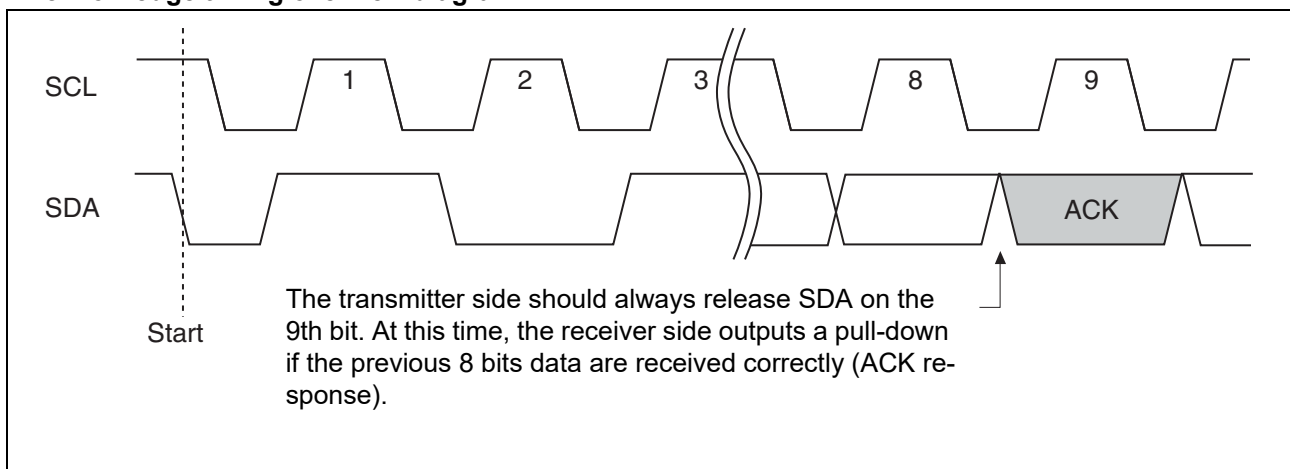 SCL
1 2 3 8 9
SDA
ACK
Start
The transmitter side should always release SDA on the
9th bit. At this time, the receiver side outputs a pull-down
if the previous 8 bits data are received correctly (ACK re-
sponse).